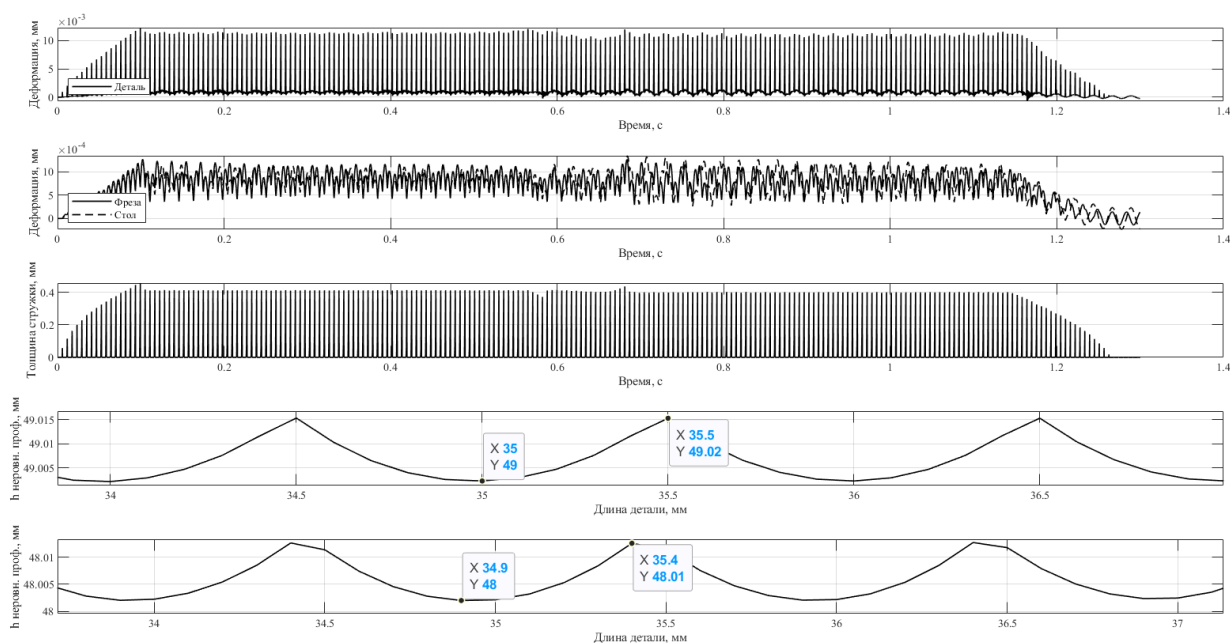 ×10⁻³
Деформация, мм
10
5
0
Деталь
0 0.2 0.4 0.6 0.8 1 1.2 1.4
Время, с
×10⁻⁴
Деформация, мм
10
5
0
Фреза
Стол
0 0.2 0.4 0.6 0.8 1 1.2 1.4
Время, с
Толщина стружки, мм
0.4
0.2
0
0 0.2 0.4 0.6 0.8 1 1.2 1.4
Время, с
h неровн. проф., мм
49.015
49.01
49.005
X 35
Y 49
X 35.5
Y 49.02
34 34.5 35 35.5 36 36.5
Длина детали, мм
h неровн. проф., мм
48.01
48.005
48
X 34.9
Y 48
X 35.4
Y 48.01
34 34.5 35 35.5 36 36.5 37
Длина детали, мм